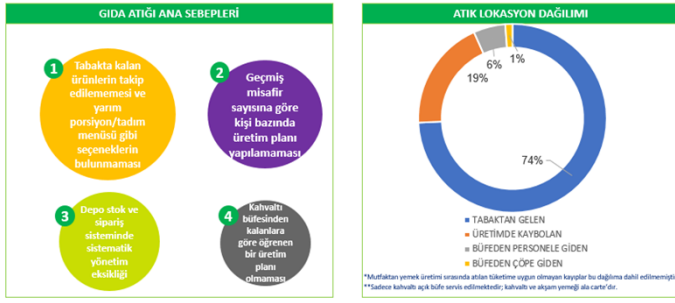 GIDA ATIĞI ANA SEBEPLERİ
1
Tabakta kalan
ürünlerin takip
edilememesi ve
yarım
porsiyon/tadım
menüsü gibi
seçeneklerin
bulunmaması
2
Geçmiş
misafir
sayısına göre
kişi bazında
üretim planı
yapılamaması
3
Depo stok ve
sipariş
sisteminde
sistematik
yönetim
eksikliği
4
Kahvaltı
büfesinden
kalanlara
göre öğrenen
bir üretim
planı
olmaması
ATIK LOKASYON DAĞILIMI
1%
6%
19%
74%
TABAKTAN GELEN
ÜRETİMDE KAYBOLAN
BÜFEDEN PERSONELE GİDEN
BÜFEDEN ÇÖPE GİDEN
*Mutfaktan yemek üretimi sırasında atılan tüketime uygun olmayan kayıplar bu dağılıma dahil edilmemişti
**Sadece kahvaltı açık büfe servis edilmektedir; kahvaltı ve akşam yemeği ala carte'dır.